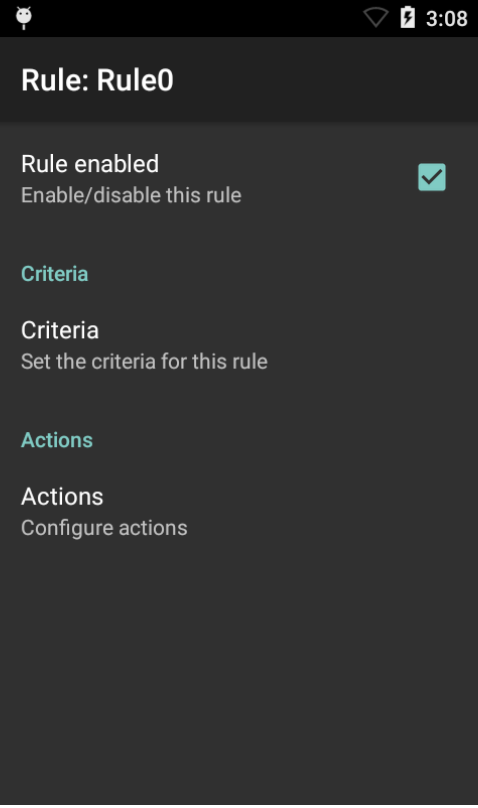 3:08
Rule: Rule0
Rule enabled
Enable/disable this rule
Criteria
Criteria
Set the criteria for this rule
Actions
Actions
Configure actions